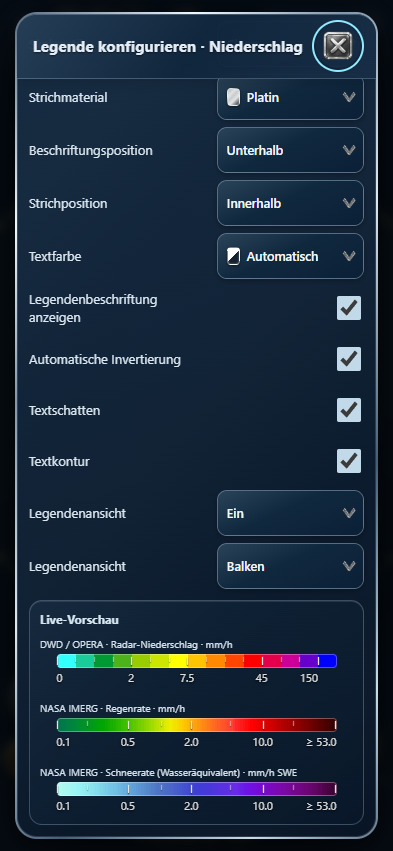 Legende konfigurieren · Niederschlag
Strichmaterial
Platin
Beschriftungsposition
Unterhalb
Strichposition
Innerhalb
Textfarbe
Automatisch
Legendenbeschriftung
anzeigen
Automatische Invertierung
Textschatten
Textkontur
Legendenansicht
Ein
Legendenansicht
Balken
Live-Vorschau
DWD / OPERA · Radar-Niederschlag · mm/h
0 2 7.5 45 150
NASA IMERG · Regenrate · mm/h
0.1 0.5 2.0 10.0 ≥ 53.0
NASA IMERG · Schneerate (Wasseräquivalent) · mm/h SWE
0.1 0.5 2.0 10.0 ≥ 53.0